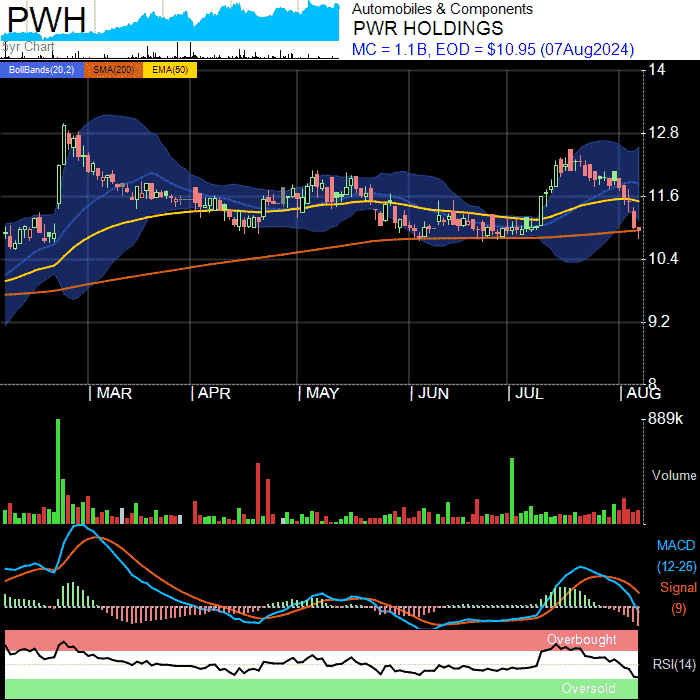 PWH
5yr Chart
Automobiles & Components
PWR HOLDINGS
MC = 1.1B, EOD = $10.95 (07Aug2024)
BollBands(20,2) SMA(200) EMA(50)
14
12.8
11.6
10.4
9.2
8
MAR APR MAY JUN JUL AUG
889k
Volume
MACD
(12-26)
Signal
(9)
Overbought
RSI(14)
Oversold